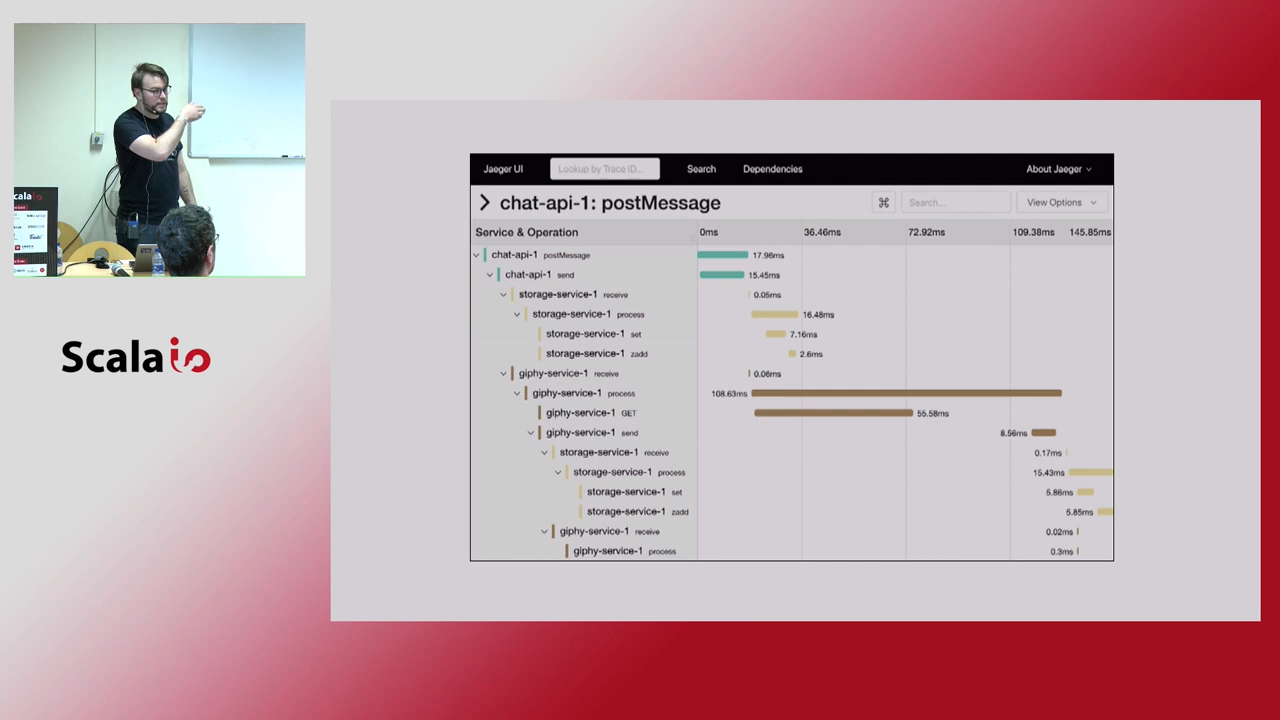 Jaeger UI Lookup by Trace ID... Search Dependencies About Jaeger
chat-api-1: postMessage ⌘ Search... View Options
Service & Operation 0ms 36.46ms 72.92ms 109.38ms 145.85ms
chat-api-1 postMessage 17.96ms
chat-api-1 send 15.45ms
storage-service-1 receive 0.05ms
storage-service-1 process 16.48ms
storage-service-1 set 7.16ms
storage-service-1 zadd 2.6ms
giphy-service-1 receive 0.06ms
giphy-service-1 process 108.63ms
giphy-service-1 GET 55.58ms
giphy-service-1 send 8.56ms
storage-service-1 receive 0.17ms
storage-service-1 process 15.43ms
storage-service-1 set 5.86ms
storage-service-1 zadd 5.85ms
giphy-service-1 receive 0.02ms
giphy-service-1 process 0.3ms
Scala io